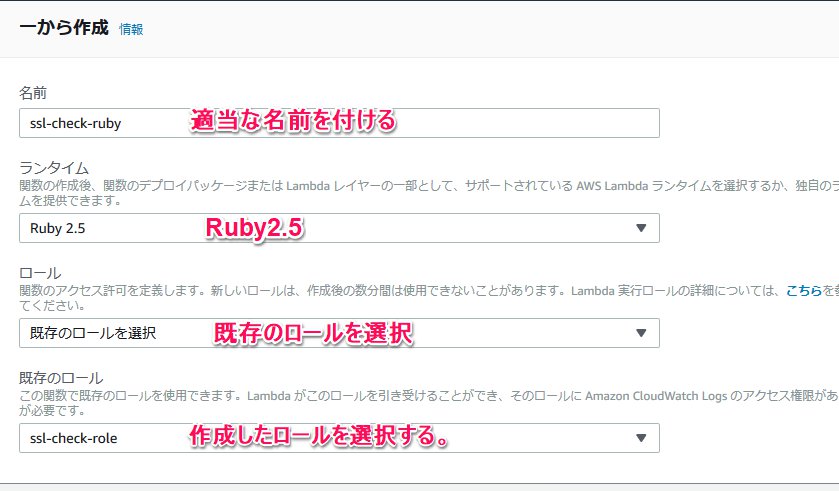 一から作成 情報
名前
ssl-check-ruby 適当な名前を付ける
ランタイム
関数の作成後、関数のデプロイパッケージまたは Lambda レイヤーの一部として、サポートされている AWS Lambda ランタイムを選択するか、独自のラ
ムを提供できます。
Ruby 2.5 Ruby2.5
ロール
関数のアクセス許可を定義します。新しいロールは、作成後の数分間は使用できないことがあります。Lambda 実行ロールの詳細については、こちらを
てください。
既存のロールを選択 既存のロールを選択
既存のロール
この関数で既存のロールを使用できます。Lambda がこのロールを引き受けることができ、そのロールに Amazon CloudWatch Logs のアクセス権限があ
が必要です。
ssl-check-role 作成したロールを選択する。